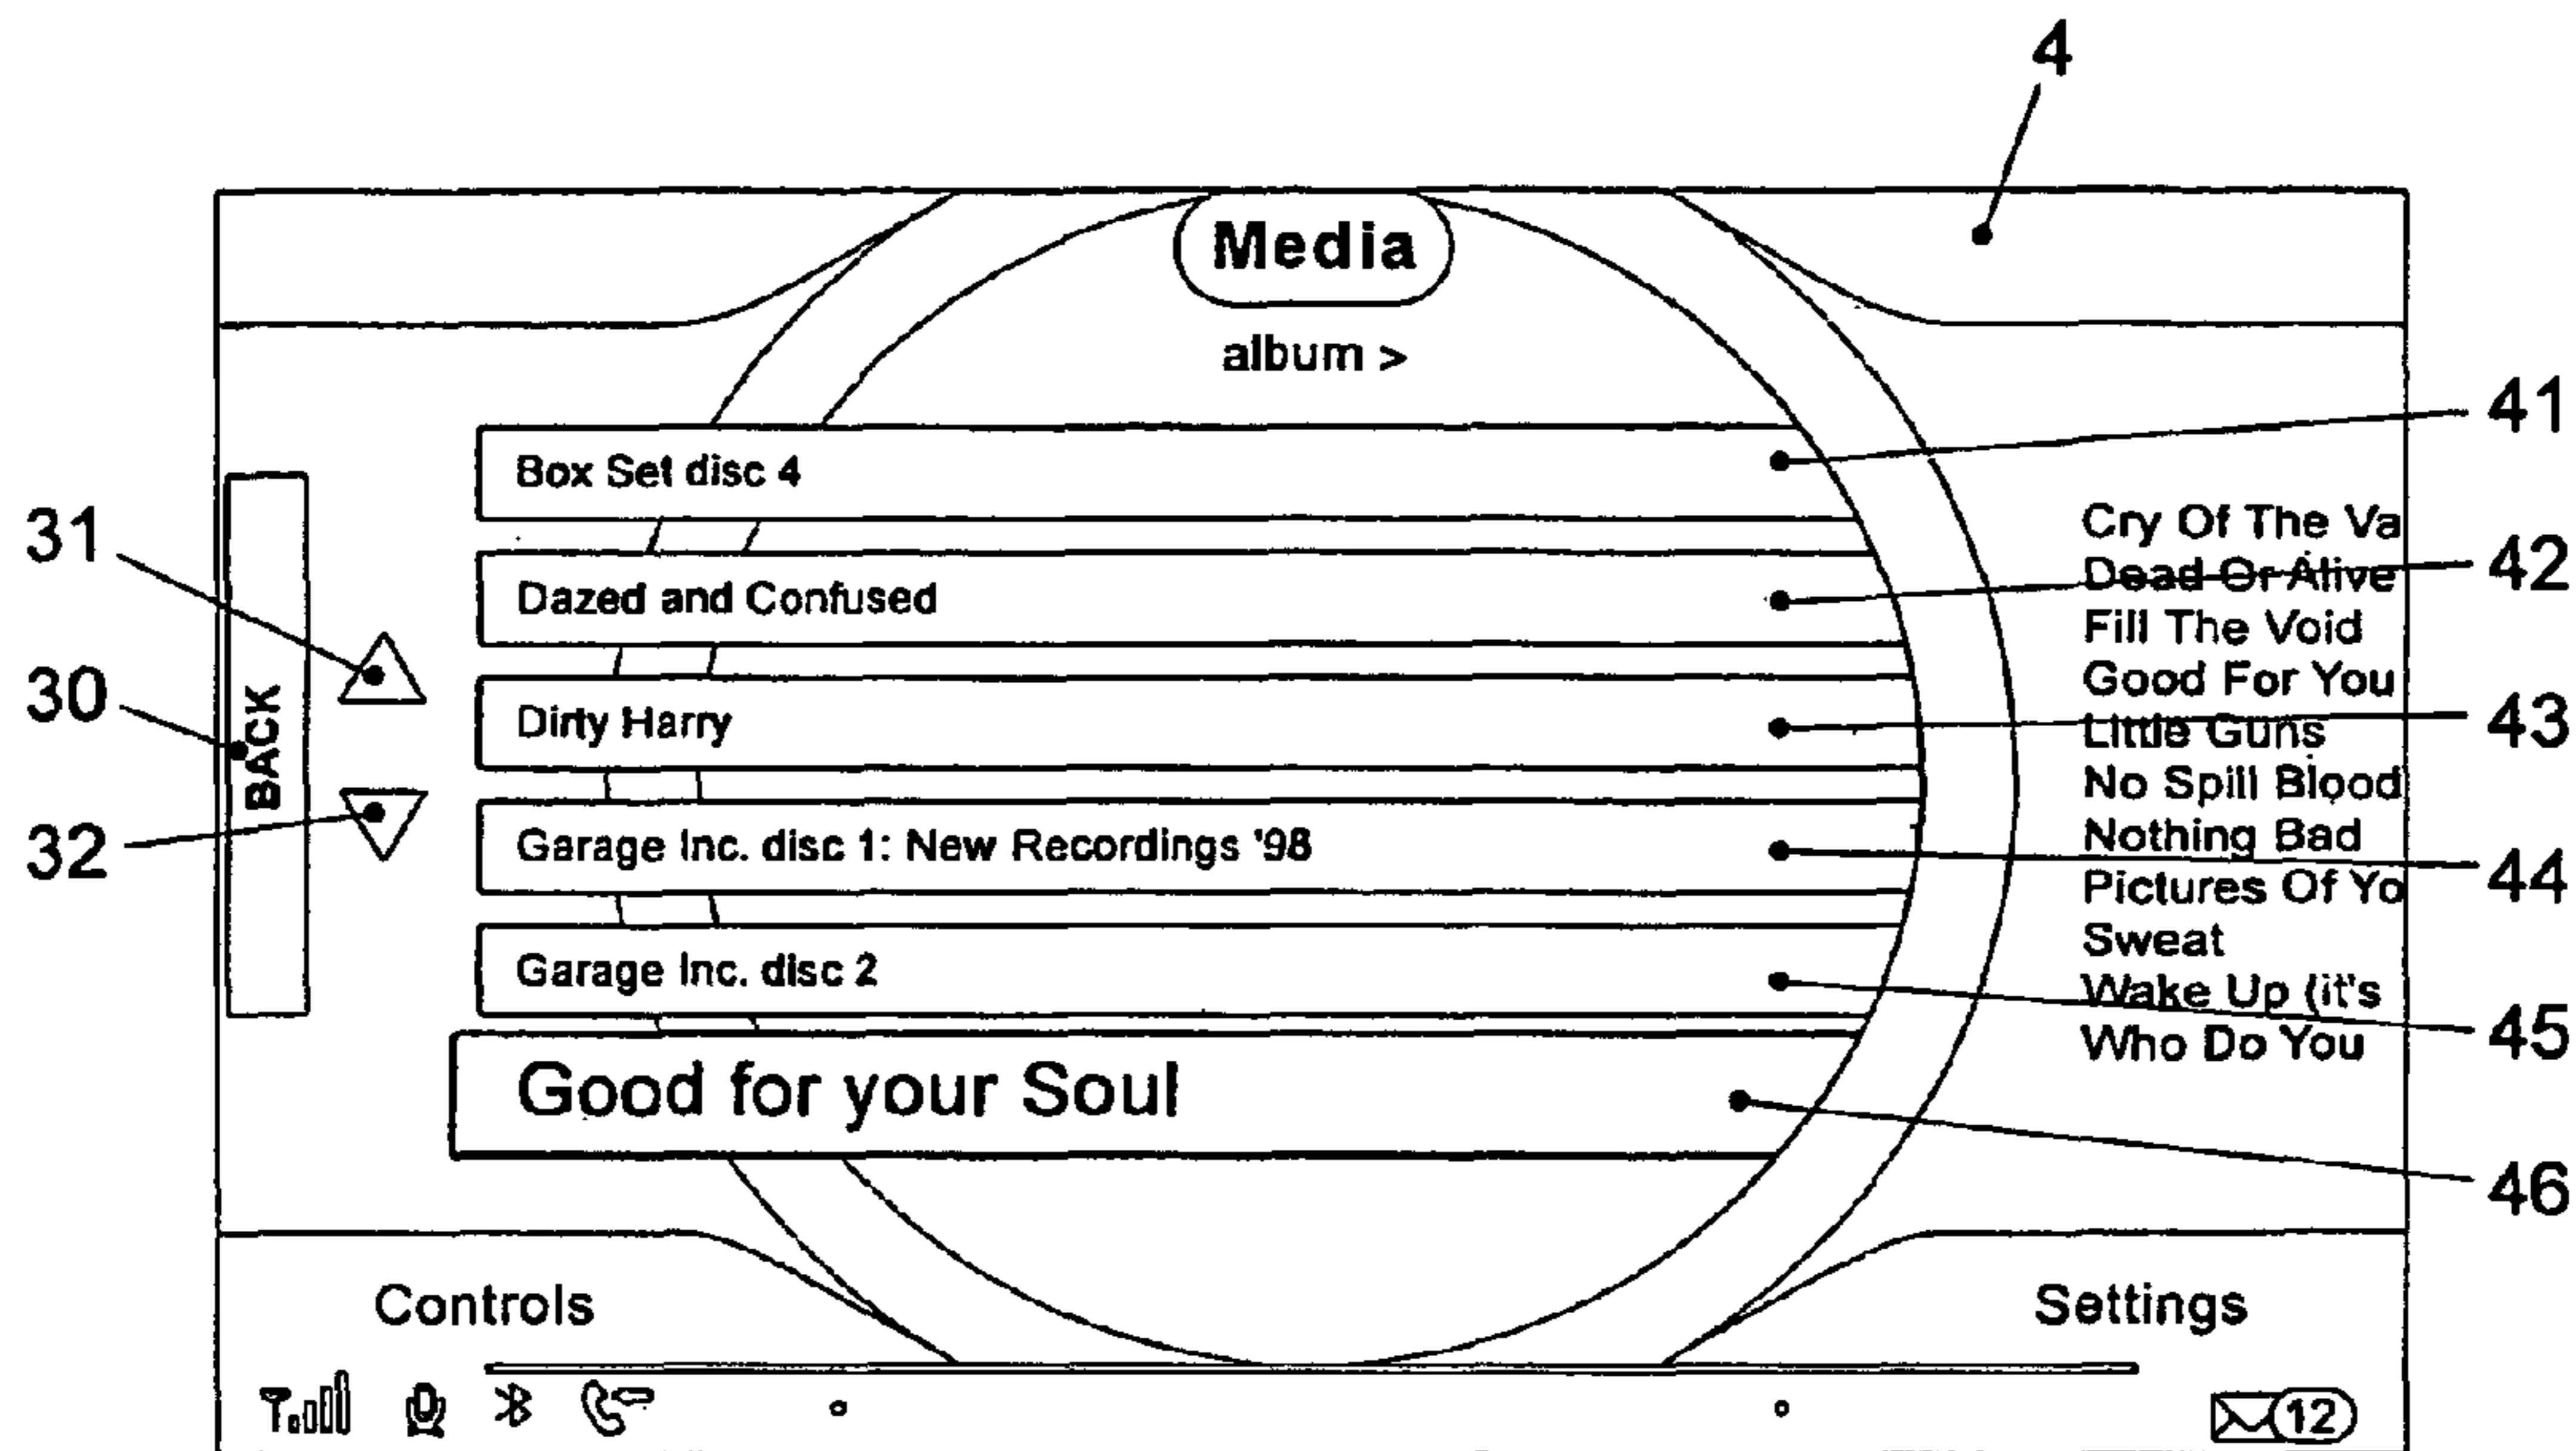 4
Media
album >
41
Box Set disc 4
31
Cry Of The Va
42
Dead Or Alive
Dazed and Confused
Fill The Void
Good For You
30
BACK
Dirty Harry
43
Little Guns
No Spill Blood
32
Garage Inc. disc 1: New Recordings '98
Nothing Bad
44
Pictures Of Yo
Sweat
Garage Inc. disc 2
Wake Up (it's
45
Who Do You
Good for your Soul
46
Controls
Settings
12